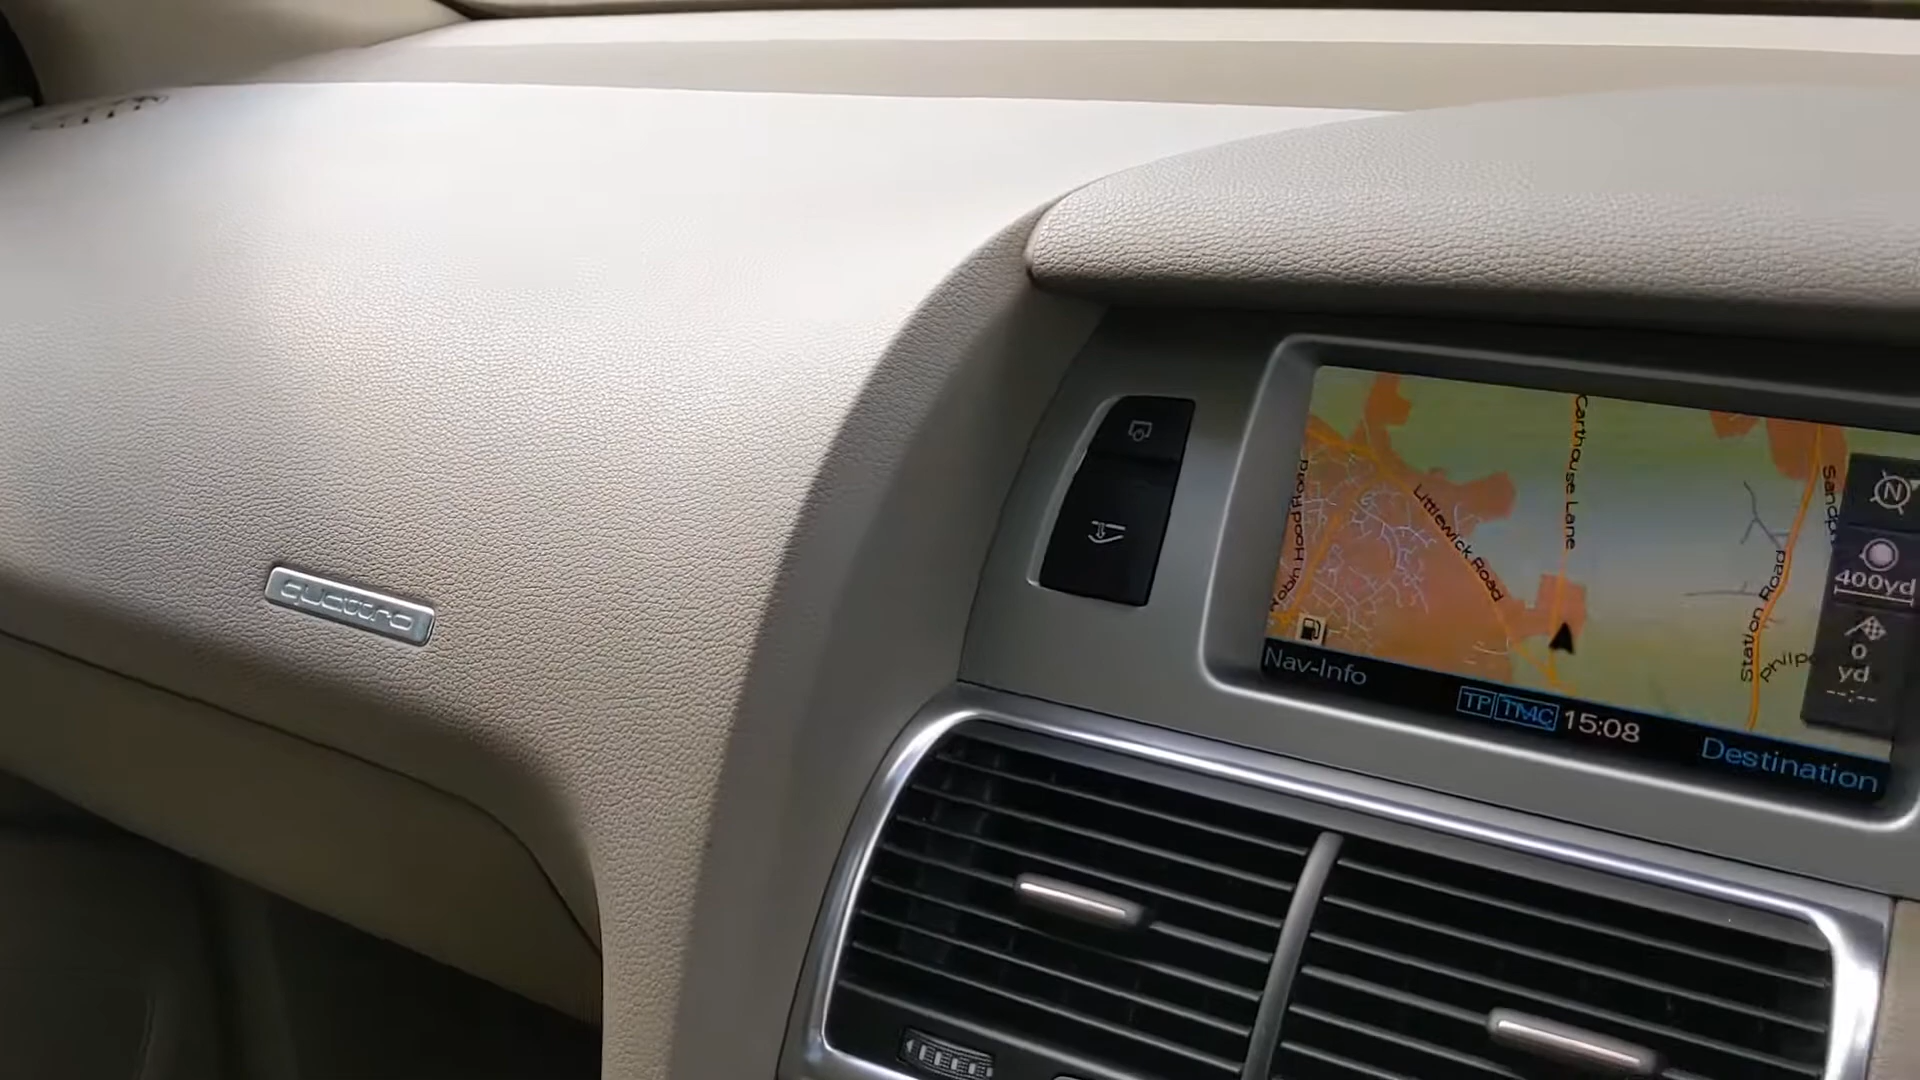 quattro
Carthouse Lane
Littlewick Road
Robin Hood Road
Station Road
N
400yd
0
yd
--:--
Nav-Info
TP TMC 15:08
Destination